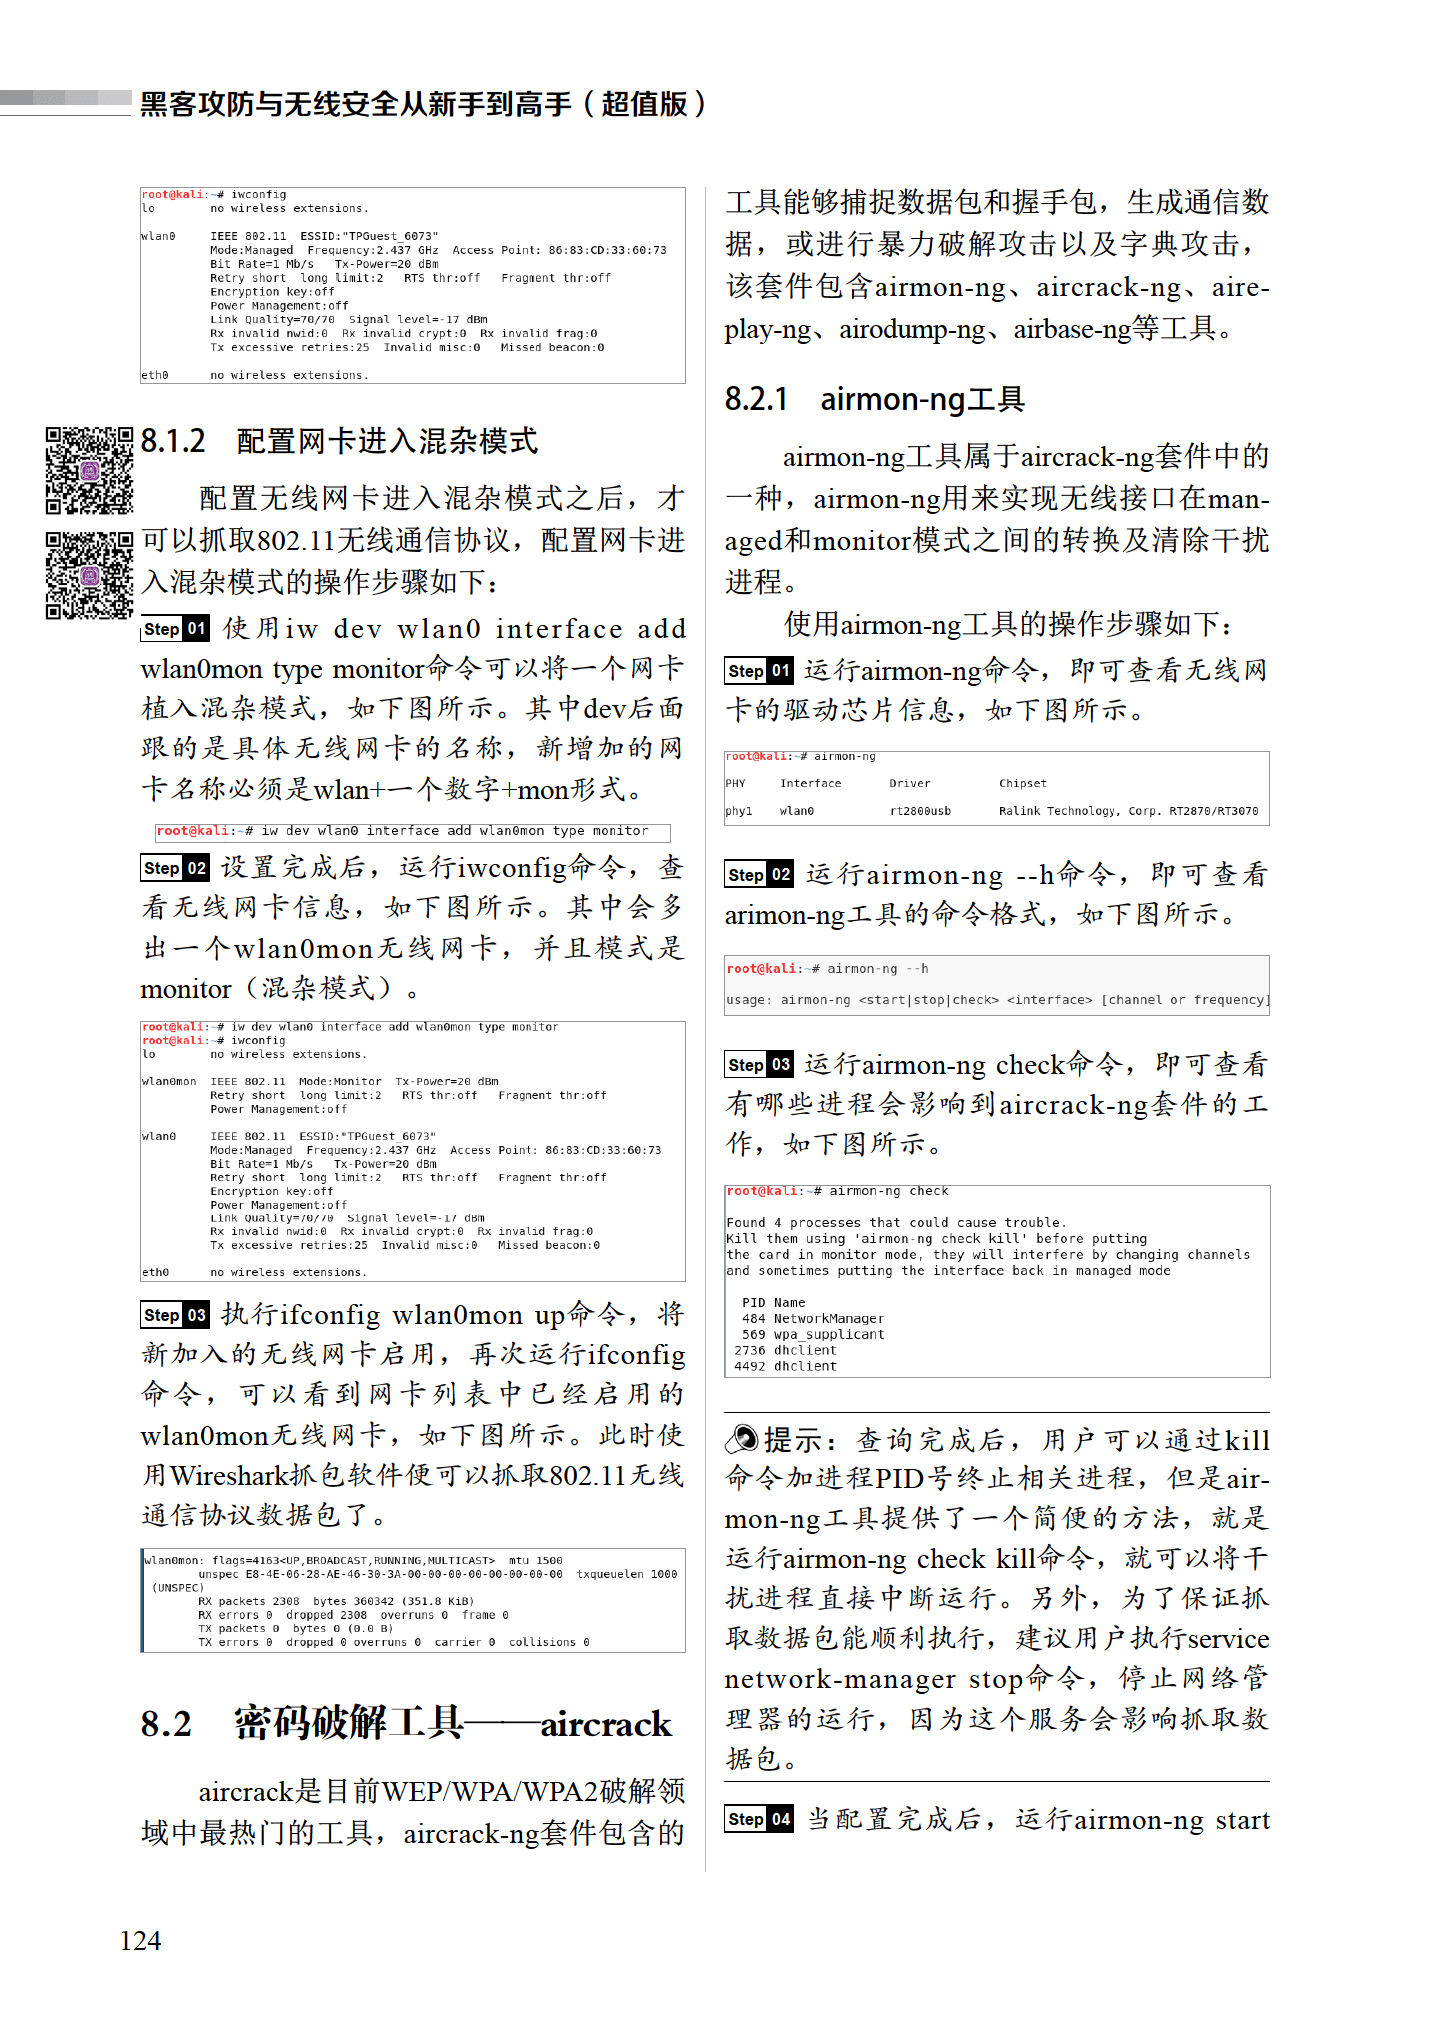 黑客攻防与无线安全从新手到高手（超值版）
root@kali:~# iwconfig
lo        no wireless extensions.
wlan0     IEEE 802.11  ESSID:"TPGuest_6073"
Mode:Managed  Frequency:2.437 GHz  Access Point: 86:83:CD:33:60:73
Bit Rate=1 Mb/s   Tx-Power=20 dBm
Retry short  long limit:2   RTS thr:off   Fragment thr:off
Encryption key:off
Power Management:off
Link Quality=70/70  Signal level=-17 dBm
Rx invalid nwid:0  Rx invalid crypt:0  Rx invalid frag:0
Tx excessive retries:25  Invalid misc:0   Missed beacon:0
eth0      no wireless extensions.
8.1.2　配置网卡进入混杂模式
配置无线网卡进入混杂模式之后，才
可以抓取802.11无线通信协议，配置网卡进
入混杂模式的操作步骤如下：
Step 01 使用iw dev wlan0 interface add
wlan0mon type monitor命令可以将一个网卡
植入混杂模式，如下图所示。其中dev后面
跟的是具体无线网卡的名称，新增加的网
卡名称必须是wlan+一个数字+mon形式。
root@kali:~# iw dev wlan0 interface add wlan0mon type monitor
Step 02 设置完成后，运行iwconfig命令，查
看无线网卡信息，如下图所示。其中会多
出一个wlan0mon无线网卡，并且模式是
monitor（混杂模式）。
root@kali:~# iw dev wlan0 interface add wlan0mon type monitor
root@kali:~# iwconfig
lo        no wireless extensions.
wlan0mon  IEEE 802.11  Mode:Monitor  Tx-Power=20 dBm
Retry short  long limit:2   RTS thr:off   Fragment thr:off
Power Management:off
wlan0     IEEE 802.11  ESSID:"TPGuest_6073"
Mode:Managed  Frequency:2.437 GHz  Access Point: 86:83:CD:33:60:73
Bit Rate=1 Mb/s   Tx-Power=20 dBm
Retry short  long limit:2   RTS thr:off   Fragment thr:off
Encryption key:off
Power Management:off
Link Quality=70/70  Signal level=-17 dBm
Rx invalid nwid:0  Rx invalid crypt:0  Rx invalid frag:0
Tx excessive retries:25  Invalid misc:0   Missed beacon:0
eth0      no wireless extensions.
Step 03 执行ifconfig wlan0mon up命令，将
新加入的无线网卡启用，再次运行ifconfig
命令，可以看到网卡列表中已经启用的
wlan0mon无线网卡，如下图所示。此时使
用Wireshark抓包软件便可以抓取802.11无线
通信协议数据包了。
wlan0mon: flags=4163<UP,BROADCAST,RUNNING,MULTICAST>  mtu 1500
unspec E8-4E-06-28-AE-46-30-3A-00-00-00-00-00-00-00-00  txqueuelen 1000
(UNSPEC)
RX packets 2308  bytes 360342 (351.8 KiB)
RX errors 0  dropped 2308  overruns 0  frame 0
TX packets 0  bytes 0 (0.0 B)
TX errors 0  dropped 0 overruns 0  carrier 0  collisions 0
8.2　密码破解工具——aircrack
aircrack是目前WEP/WPA/WPA2破解领
域中最热门的工具，aircrack-ng套件包含的
工具能够捕捉数据包和握手包，生成通信数
据，或进行暴力破解攻击以及字典攻击，
该套件包含airmon-ng、aircrack-ng、aire-
play-ng、airodump-ng、airbase-ng等工具。
8.2.1　airmon-ng工具
airmon-ng工具属于aircrack-ng套件中的
一种，airmon-ng用来实现无线接口在man-
aged和monitor模式之间的转换及清除干扰
进程。
使用airmon-ng工具的操作步骤如下：
Step 01 运行airmon-ng命令，即可查看无线网
卡的驱动芯片信息，如下图所示。
root@kali:~# airmon-ng
PHY     Interface       Driver          Chipset
phy1    wlan0           rt2800usb       Ralink Technology, Corp. RT2870/RT3070
Step 02 运行airmon-ng --h命令，即可查看
arimon-ng工具的命令格式，如下图所示。
root@kali:~# airmon-ng --h
usage: airmon-ng <start|stop|check> <interface> [channel or frequency]
Step 03 运行airmon-ng check命令，即可查看
有哪些进程会影响到aircrack-ng套件的工
作，如下图所示。
root@kali:~# airmon-ng check
Found 4 processes that could cause trouble.
Kill them using 'airmon-ng check kill' before putting
the card in monitor mode, they will interfere by changing channels
and sometimes putting the interface back in managed mode
PID Name
484 NetworkManager
569 wpa_supplicant
2736 dhclient
4492 dhclient
提示：查询完成后，用户可以通过kill
命令加进程PID号终止相关进程，但是air-
mon-ng工具提供了一个简便的方法，就是
运行airmon-ng check kill命令，就可以将干
扰进程直接中断运行。另外，为了保证抓
取数据包能顺利执行，建议用户执行service
network-manager stop命令，停止网络管
理器的运行，因为这个服务会影响抓取数
据包。
Step 04 当配置完成后，运行airmon-ng start
124